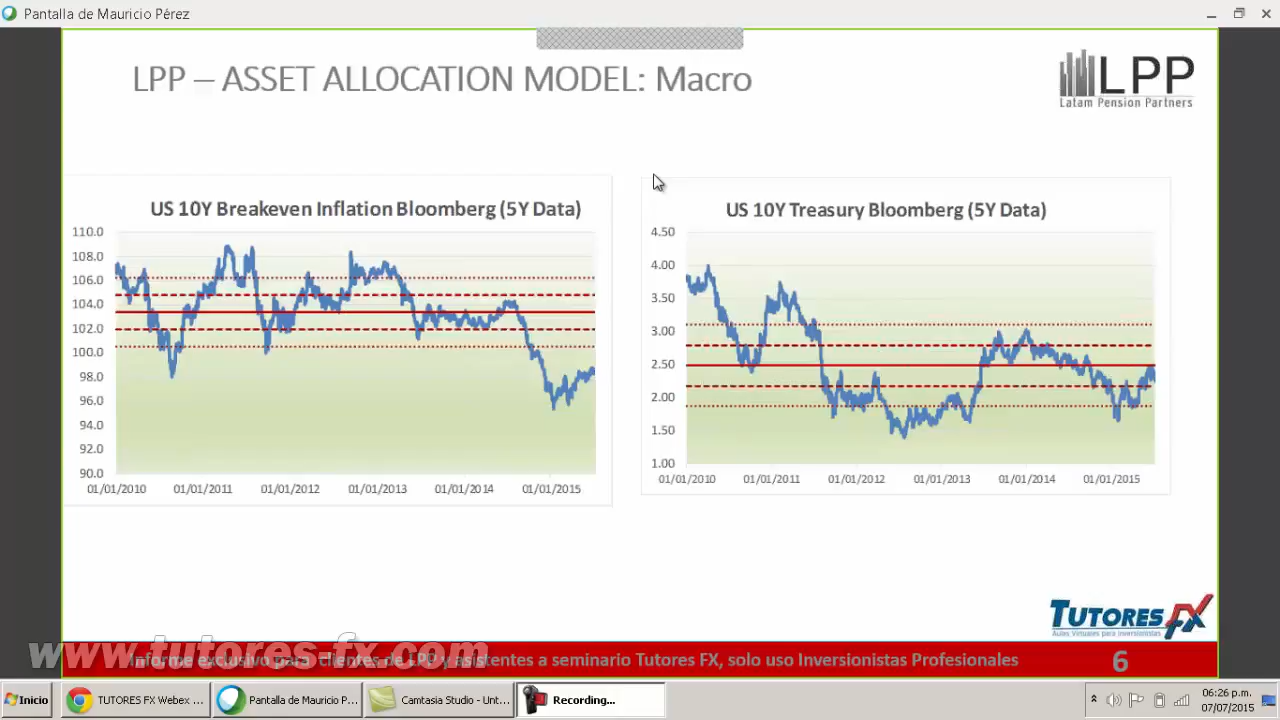 Pantalla de Mauricio Pérez
LPP – ASSET ALLOCATION MODEL: Macro
LPP
Latam Pension Partners
US 10Y Breakeven Inflation Bloomberg (5Y Data)
110.0
108.0
106.0
104.0
102.0
100.0
98.0
96.0
94.0
92.0
90.0
01/01/2010 01/01/2011 01/01/2012 01/01/2013 01/01/2014 01/01/2015
US 10Y Treasury Bloomberg (5Y Data)
4.50
4.00
3.50
3.00
2.50
2.00
1.50
1.00
01/01/2010 01/01/2011 01/01/2012 01/01/2013 01/01/2014 01/01/2015
TUTORES FX
Aulas Virtuales para Inversionistas
www.tutores-fx.com
Informe exclusivo para clientes de LPP y asistentes a seminario Tutores FX, solo uso Inversionistas Profesionales
6
Inicio
TUTORES FX Webex ...
Pantalla de Mauricio P...
Camtasia Studio - Unt...
Recording...
06:26 p.m.
07/07/2015